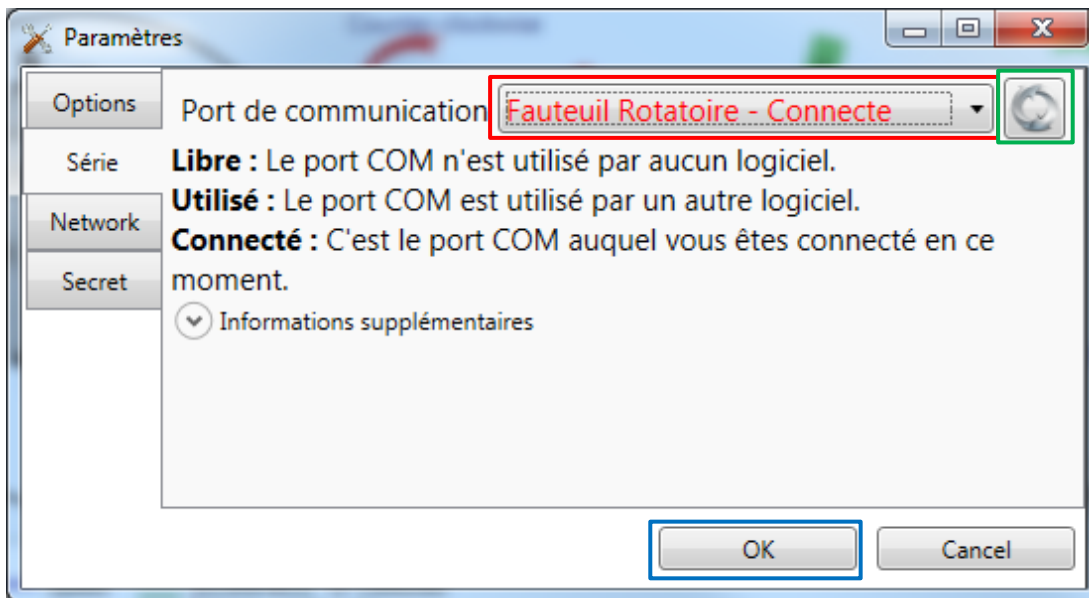 Paramètres
Options
Port de communication
Fauteuil Rotatoire - Connecte
Série
Libre : Le port COM n'est utilisé par aucun logiciel.
Utilisé : Le port COM est utilisé par un autre logiciel.
Network
Connecté : C'est le port COM auquel vous êtes connecté en ce
moment.
Secret
Informations supplémentaires
OK
Cancel